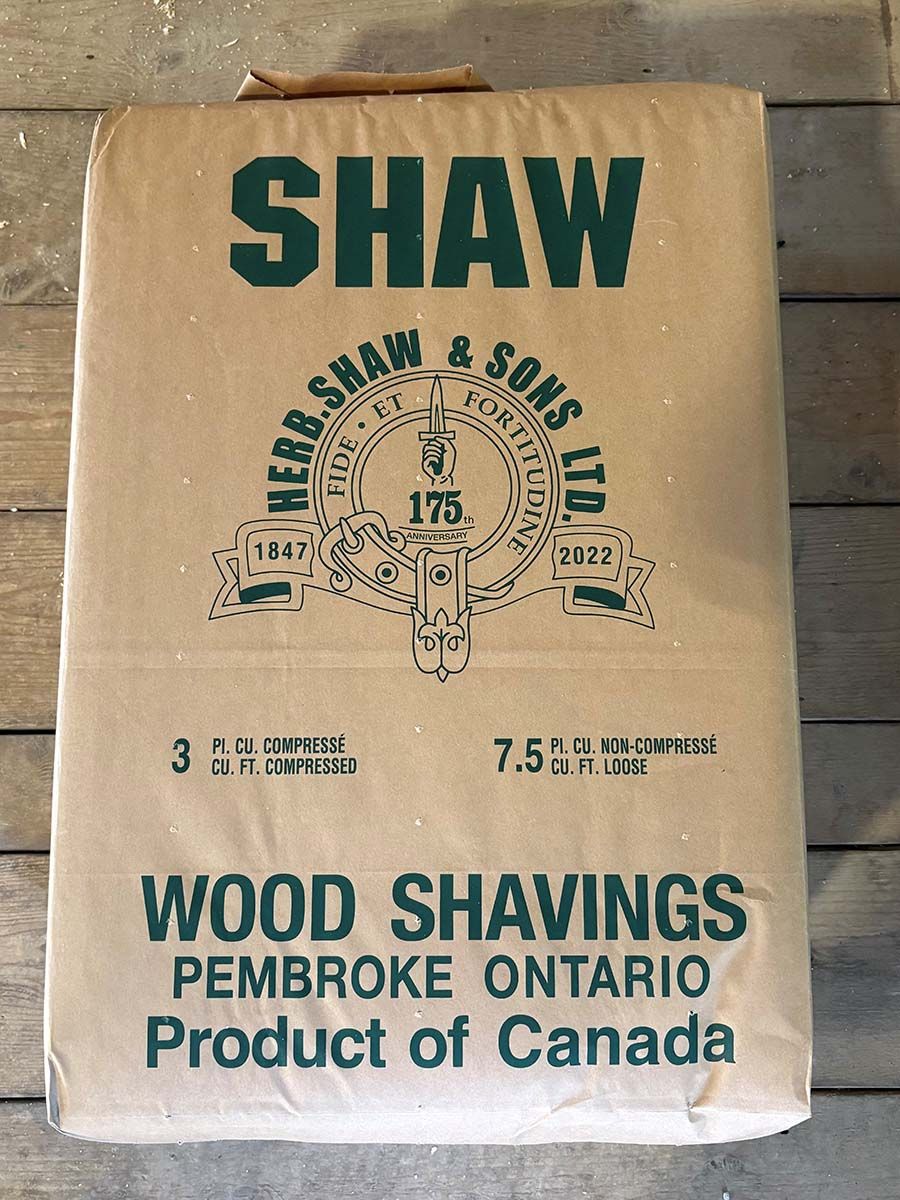 SHAW
HERB. SHAW & SONS LTD.
FIDE • ET FORTITUDINE
175th
ANNIVERSARY
1847
2022
3 PI. CU. COMPRESSÉ
CU. FT. COMPRESSED
7.5 PI. CU. NON-COMPRESSÉ
CU. FT. LOOSE
WOOD SHAVINGS
PEMBROKE ONTARIO
Product of Canada